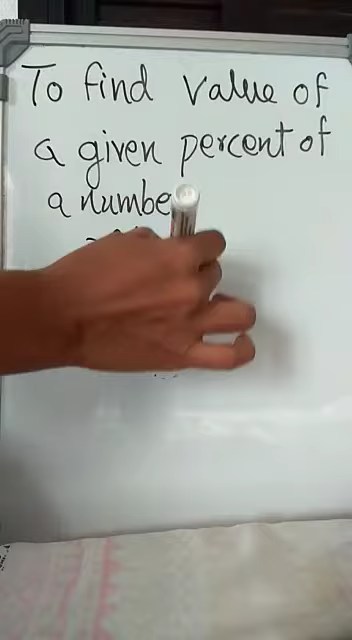 To find value of
a given percent of
a numbe